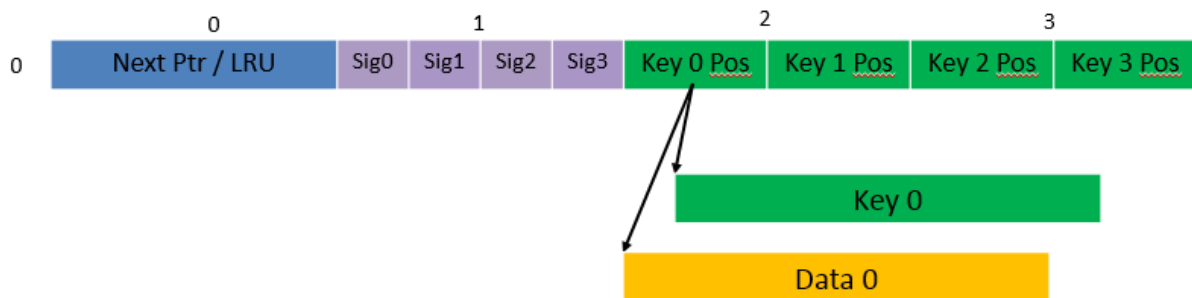 0 1 2 3
0 Next Ptr / LRU Sig0 Sig1 Sig2 Sig3 Key 0 Pos Key 1 Pos Key 2 Pos Key 3 Pos
Key 0
Data 0